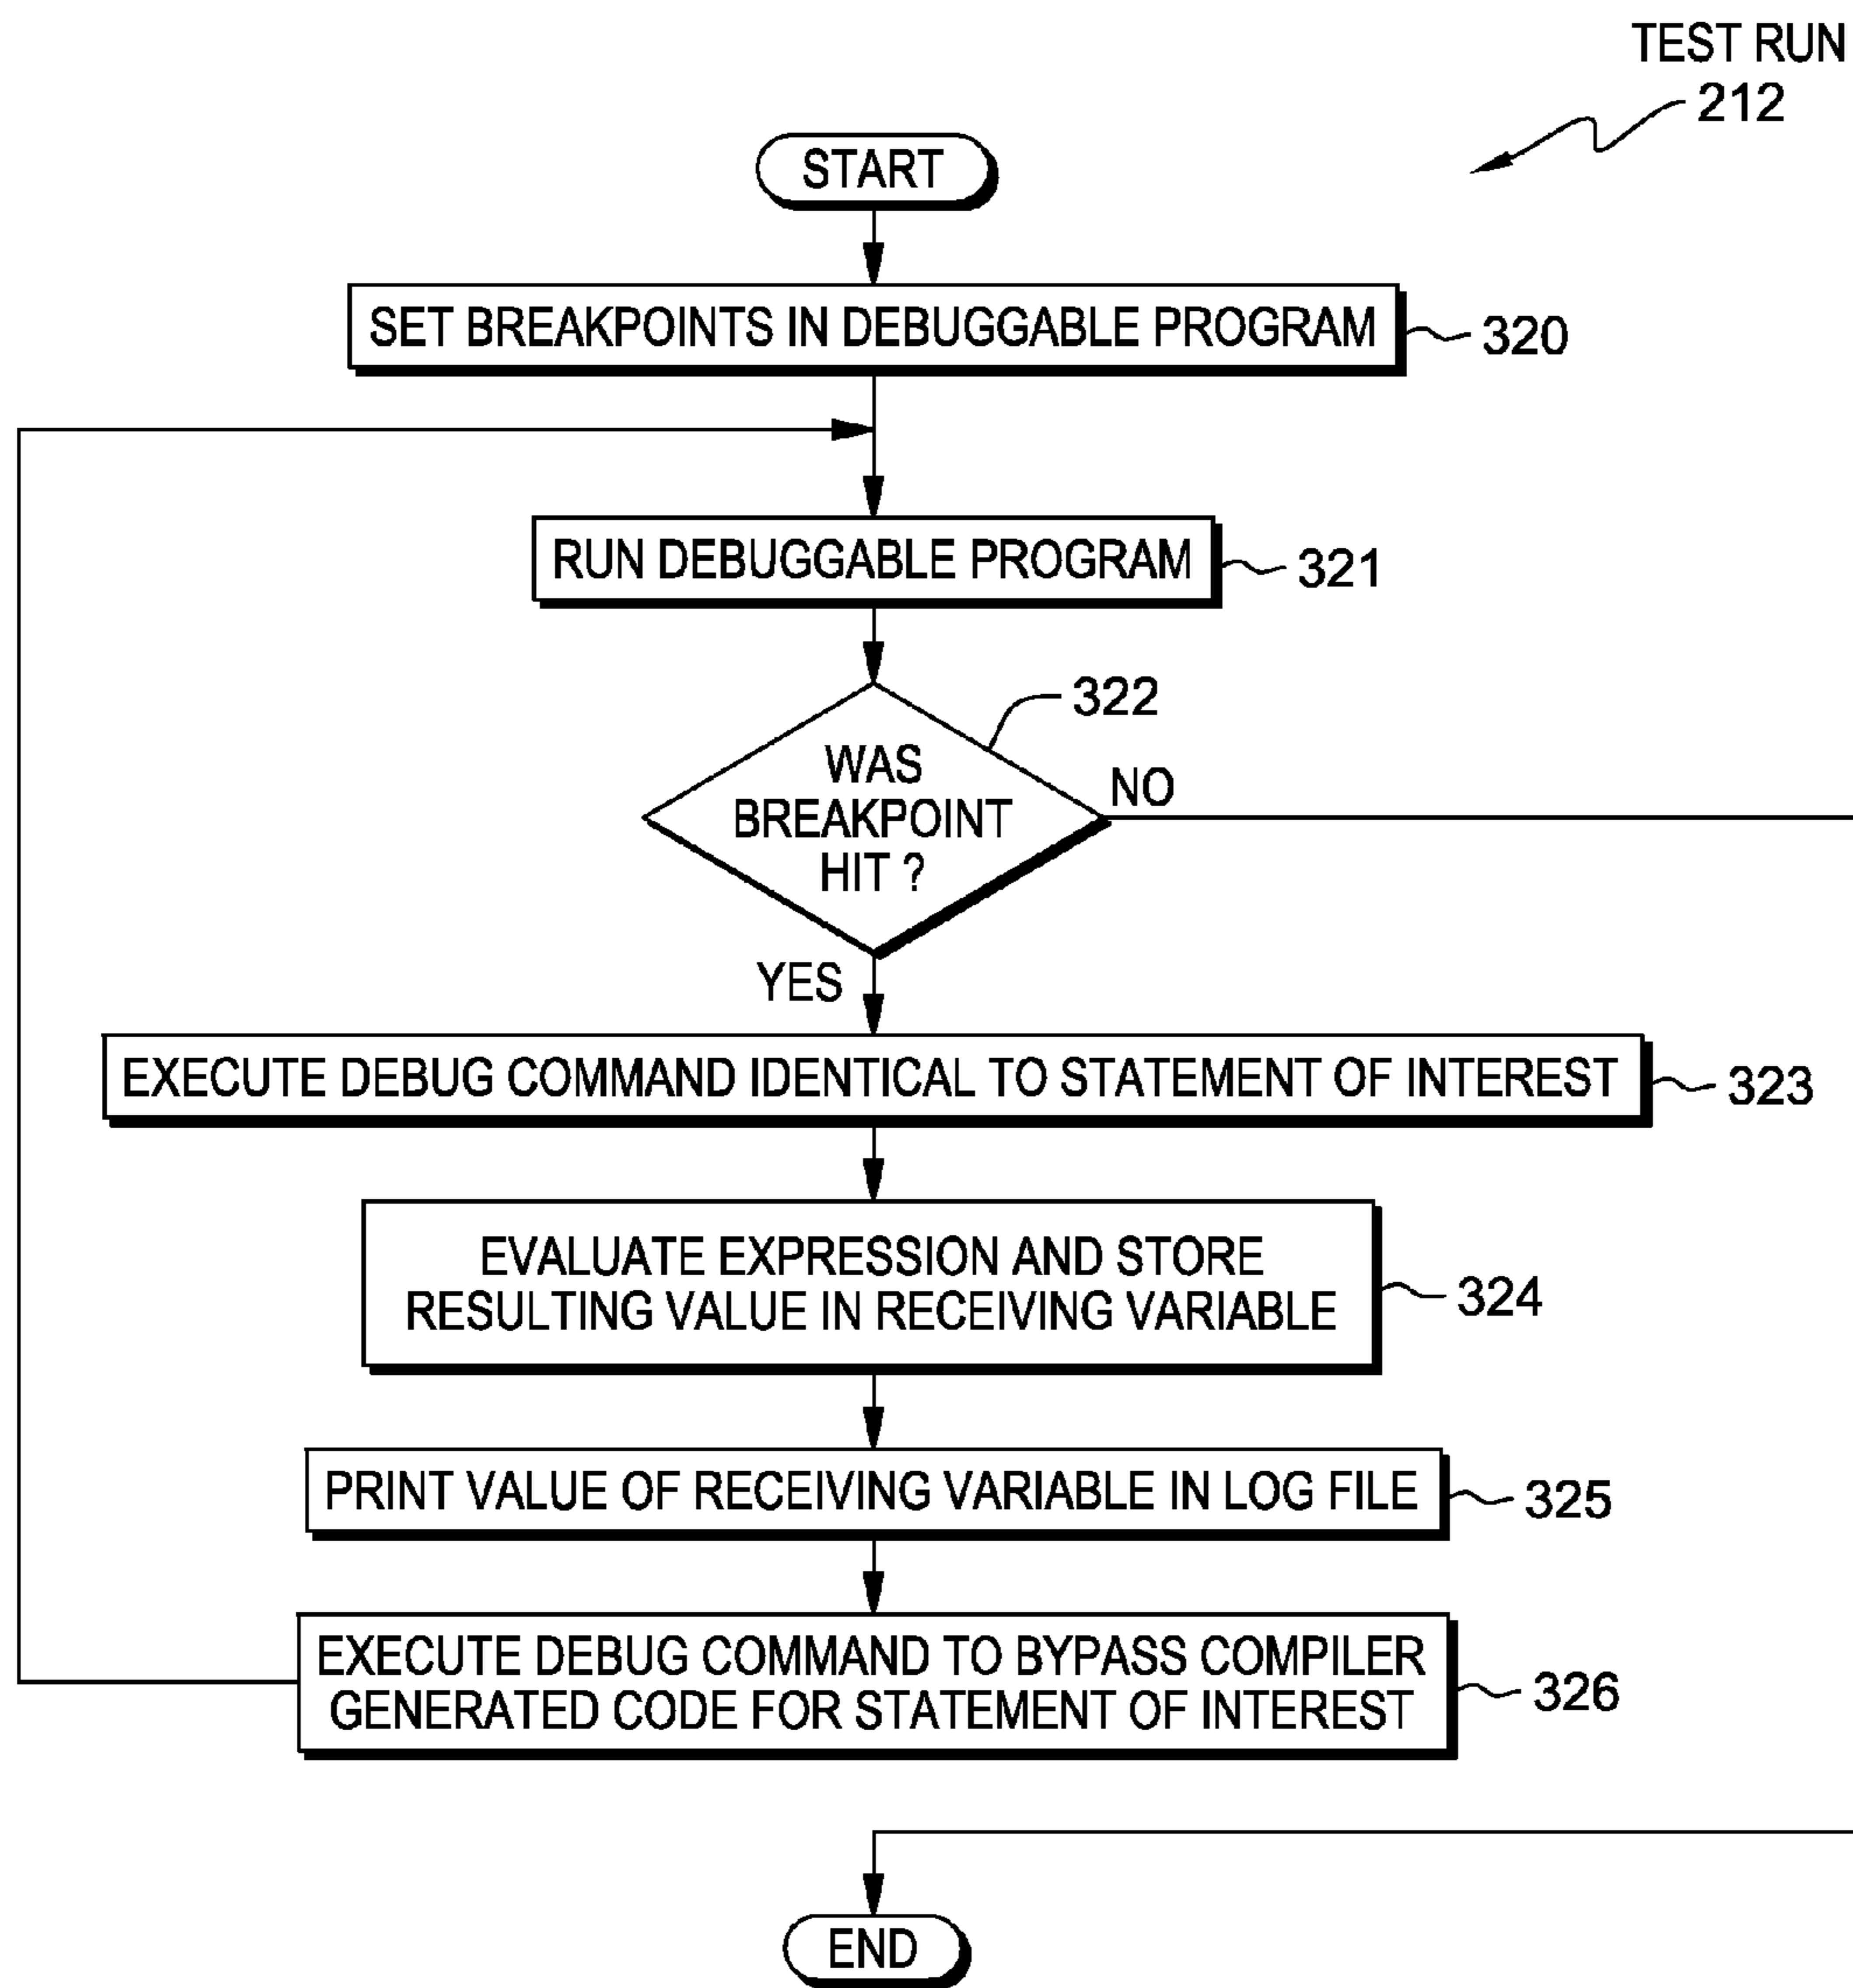 TEST RUN
212
START
SET BREAKPOINTS IN DEBUGGABLE PROGRAM
320
RUN DEBUGGABLE PROGRAM
321
322
WAS
BREAKPOINT
HIT ?
NO
YES
EXECUTE DEBUG COMMAND IDENTICAL TO STATEMENT OF INTEREST
323
EVALUATE EXPRESSION AND STORE
RESULTING VALUE IN RECEIVING VARIABLE
324
PRINT VALUE OF RECEIVING VARIABLE IN LOG FILE
325
EXECUTE DEBUG COMMAND TO BYPASS COMPILER
GENERATED CODE FOR STATEMENT OF INTEREST
326
END